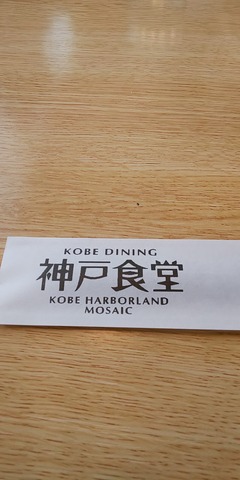 KOBE DINING
神戸食堂
KOBE HARBORLAND
MOSAIC